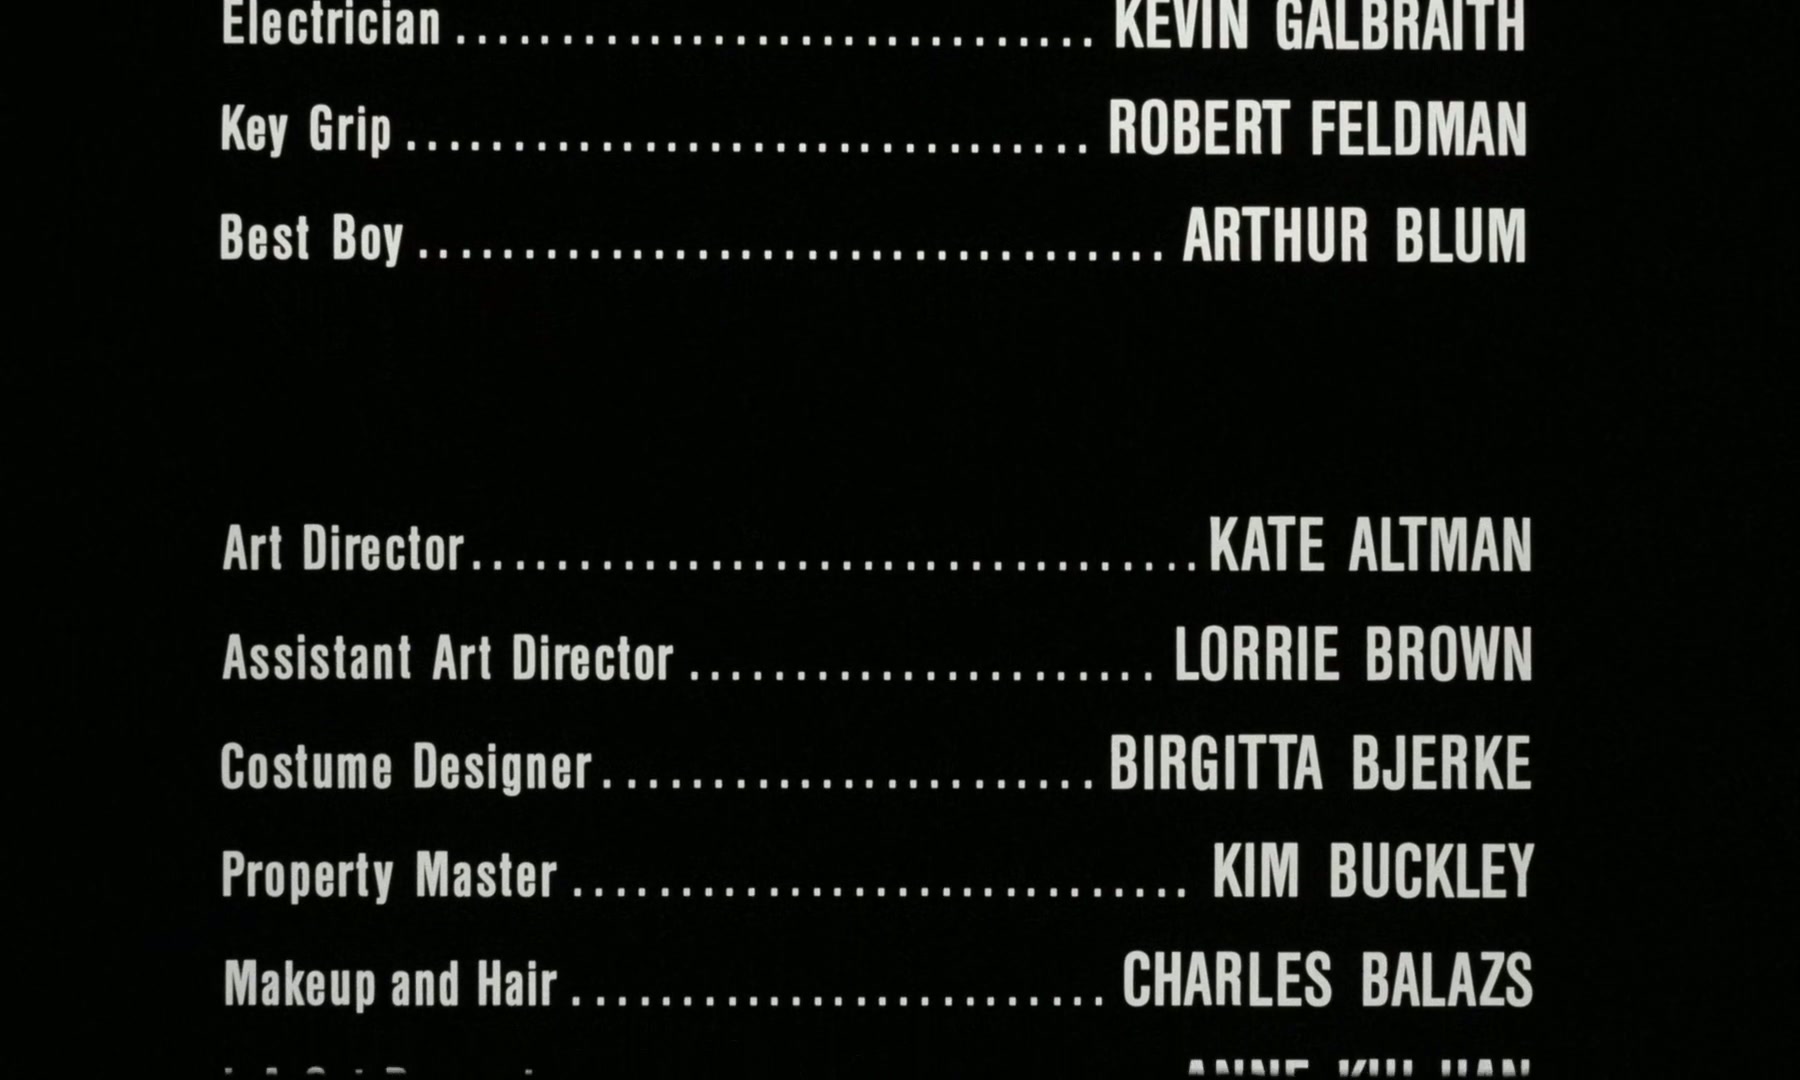 Electrician .............................. KEVIN GALBRAITH
Key Grip ................................ ROBERT FELDMAN
Best Boy ................................... ARTHUR BLUM
Art Director.................................. KATE ALTMAN
Assistant Art Director ...................... LORRIE BROWN
Costume Designer....................... BIRGITTA BJERKE
Property Master ............................. KIM BUCKLEY
Makeup and Hair ......................... CHARLES BALAZS
ANNE